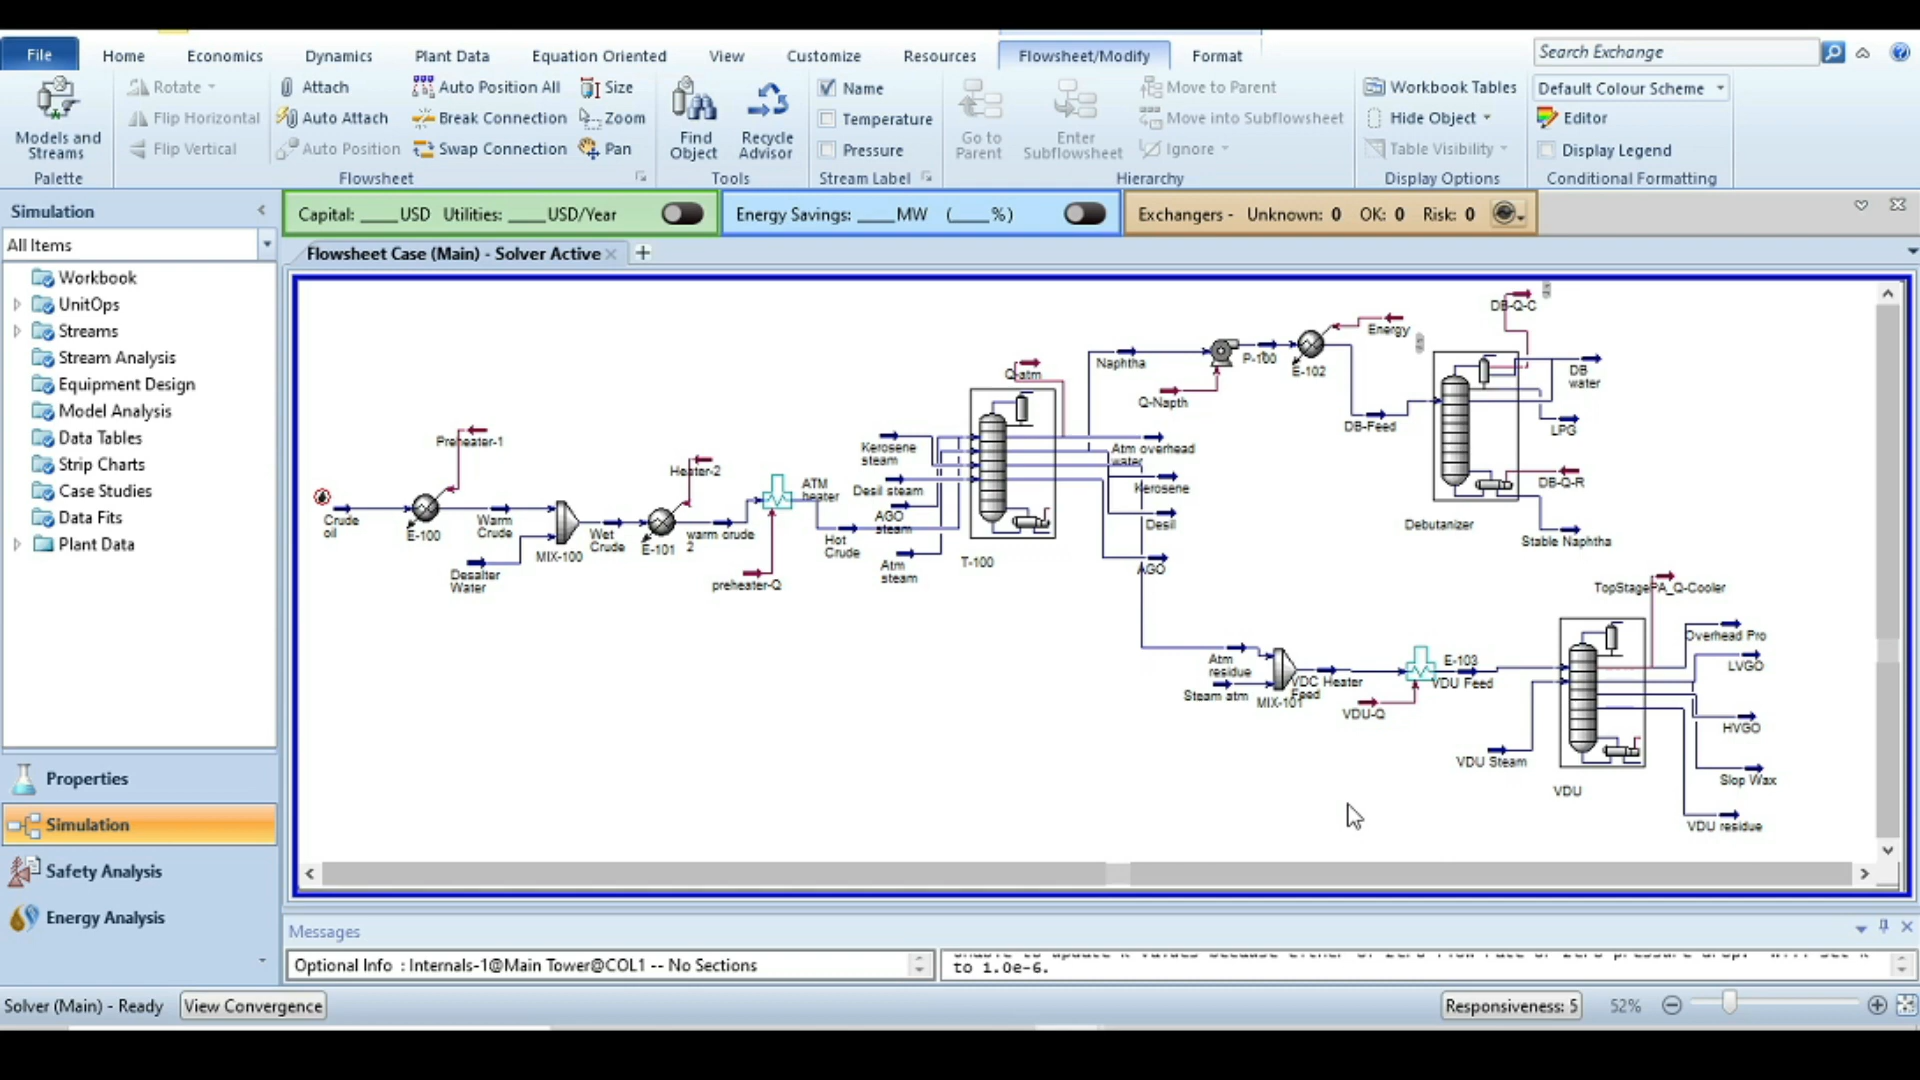 File Home Economics Dynamics Plant Data Equation Oriented View Customize Resources Flowsheet/Modify Format Search Exchange
Models and Streams
Palette
Rotate
Flip Horizontal
Flip Vertical
Attach
Auto Attach
Auto Position
Auto Position All
Break Connection
Swap Connection
Size
Zoom
Pan
Flowsheet
Find Object
Recycle Advisor
Tools
Name
Temperature
Pressure
Stream Label
Go to Parent
Enter Subflowsheet
Move to Parent
Move into Subflowsheet
Ignore
Hierarchy
Workbook Tables
Hide Object
Table Visibility
Display Options
Default Colour Scheme
Editor
Display Legend
Conditional Formatting
Simulation
Capital: ____USD Utilities: ____USD/Year
Energy Savings: ____MW (____%)
Exchangers - Unknown: 0 OK: 0 Risk: 0
All Items
Flowsheet Case (Main) - Solver Active
Workbook
UnitOps
Streams
Stream Analysis
Equipment Design
Model Analysis
Data Tables
Strip Charts
Case Studies
Data Fits
Plant Data
Properties
Simulation
Safety Analysis
Energy Analysis
Crude oil
Preheater-1
E-100
Warm Crude
Desalter Water
MIX-100
Wet Crude
Heater-2
E-101
warm crude 2
preheater-Q
ATM heater
Hot Crude
Kerosene steam
Desil steam
AGO steam
Atm steam
Q-atm
T-100
Naphtha
Q-Napth
P-100
E-102
Energy
Atm overhead water
Kerosene
Desil
AGO
DB-Feed
DB-Q-C
DB water
LPG
DB-Q-R
Debutanizer
Stable Naphtha
Atm residue
Steam atm
MIX-101
VDC Heater Feed
VDU-Q
E-103
VDU Feed
VDU Steam
VDU
TopStagePA_Q-Cooler
Overhead Pro
LVGO
HVGO
Slop Wax
VDU residue
Messages
Optional Info : Internals-1@Main Tower@COL1 -- No Sections
to 1.0e-6.
Solver (Main) - Ready View Convergence Responsiveness: 5 52%